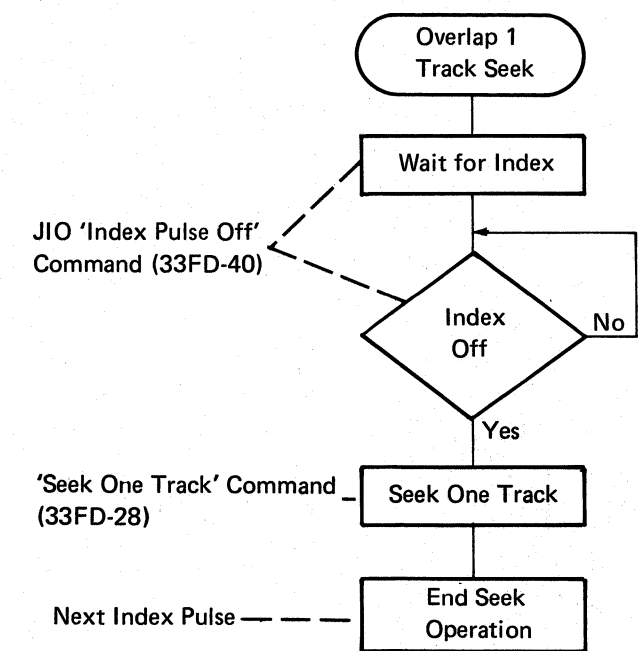 Overlap 1
Track Seek
Wait for Index
JIO 'Index Pulse Off'
Command (33FD-40)
Index
Off
No
Yes
'Seek One Track' Command
(33FD-28)
Seek One Track
Next Index Pulse
End Seek
Operation